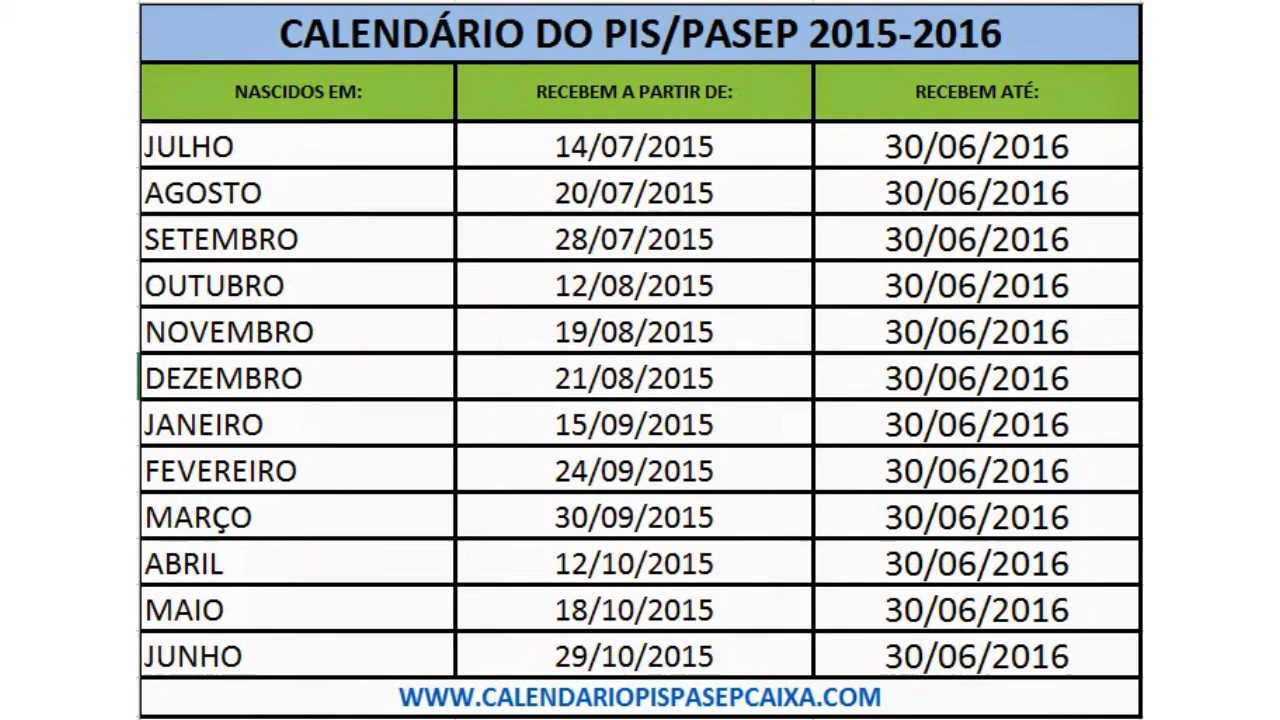 CALENDÁRIO DO PIS/PASEP 2015-2016
NASCIDOS EM: RECEBEM A PARTIR DE: RECEBEM ATÉ:
JULHO 14/07/2015 30/06/2016
AGOSTO 20/07/2015 30/06/2016
SETEMBRO 28/07/2015 30/06/2016
OUTUBRO 12/08/2015 30/06/2016
NOVEMBRO 19/08/2015 30/06/2016
DEZEMBRO 21/08/2015 30/06/2016
JANEIRO 15/09/2015 30/06/2016
FEVEREIRO 24/09/2015 30/06/2016
MARÇO 30/09/2015 30/06/2016
ABRIL 12/10/2015 30/06/2016
MAIO 18/10/2015 30/06/2016
JUNHO 29/10/2015 30/06/2016
WWW.CALENDARIOPISPASEPCAIXA.COM